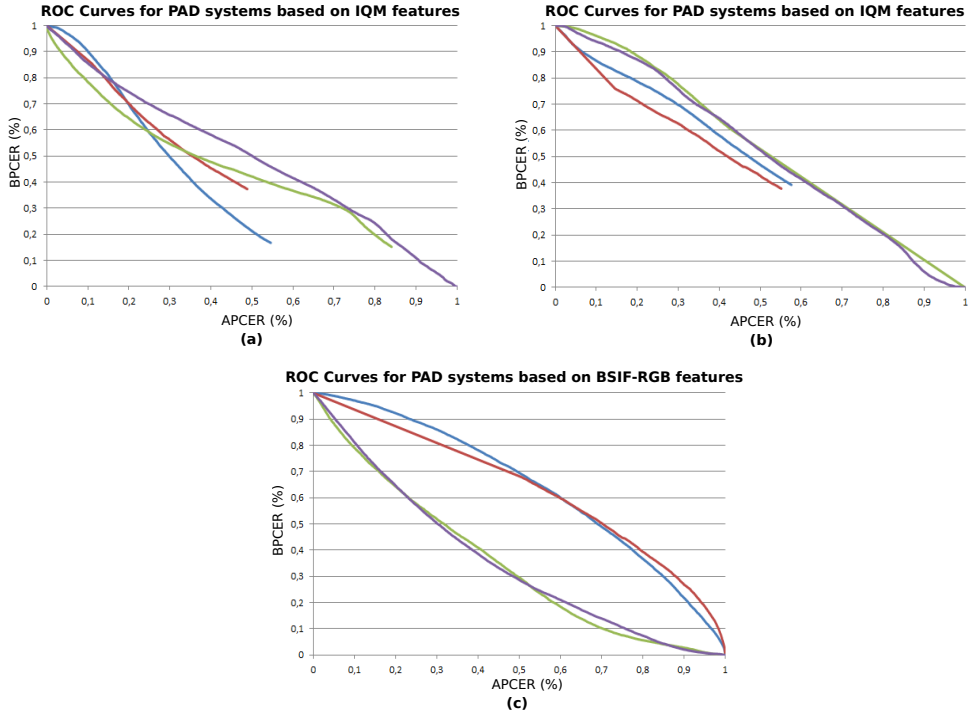 ROC Curves for PAD systems based on IQM features
BPCER (%)
1
0,9
0,8
0,7
0,6
0,5
0,4
0,3
0,2
0,1
0
0 0,1 0,2 0,3 0,4 0,5 0,6 0,7 0,8 0,9 1
APCER (%)
(a)
ROC Curves for PAD systems based on IQM features
BPCER (%)
1
0,9
0,8
0,7
0,6
0,5
0,4
0,3
0,2
0,1
0
0 0,1 0,2 0,3 0,4 0,5 0,6 0,7 0,8 0,9 1
APCER (%)
(b)
ROC Curves for PAD systems based on BSIF-RGB features
BPCER (%)
1
0,9
0,8
0,7
0,6
0,5
0,4
0,3
0,2
0,1
0
0 0,1 0,2 0,3 0,4 0,5 0,6 0,7 0,8 0,9 1
APCER (%)
(c)